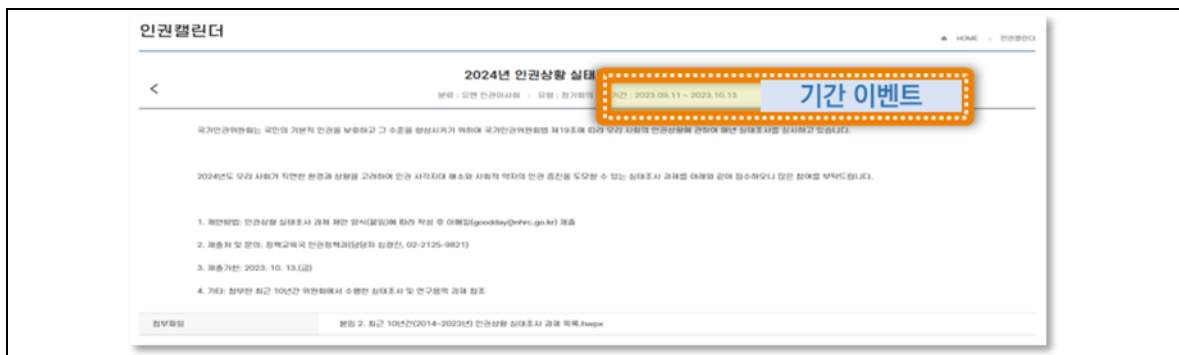 인권캘린더
HOME > 인권캘린더
<
2024년 인권상황 실태
분류 : 유엔 인권이사회 | 유형 : 정기회의 기간 : 2023.09.11 ~ 2023.10.13
기간 이벤트
국가인권위원회는 국민의 기본적 인권을 보호하고 그 수준을 향상시키기 위하여 국가인권위원회법 제19조에 따라 우리 사회의 인권상황에 관하여 매년 실태조사를 실시하고 있습니다.
2024년도 우리 사회가 직면한 환경과 상황을 고려하여 인권 사각지대 해소와 사회적 약자의 인권 증진을 도모할 수 있는 실태조사 과제를 아래와 같이 접수하오니 많은 참여를 부탁드립니다.
1. 제안방법: 인권상황 실태조사 과제 제안 양식(붙임)에 따라 작성 후 이메일(goodday@nhrc.go.kr) 제출
2. 제출처 및 문의: 정책교육국 인권정책과(담당자 심광진, 02-2125-9821)
3. 제출기한: 2023. 10. 13.(금)
4. 기타: 첨부한 최근 10년간 위원회에서 수행한 실태조사 및 연구용역 과제 참조
첨부파일
붙임 2. 최근 10년간(2014~2023년) 인권상황 실태조사 과제 목록.hwpx